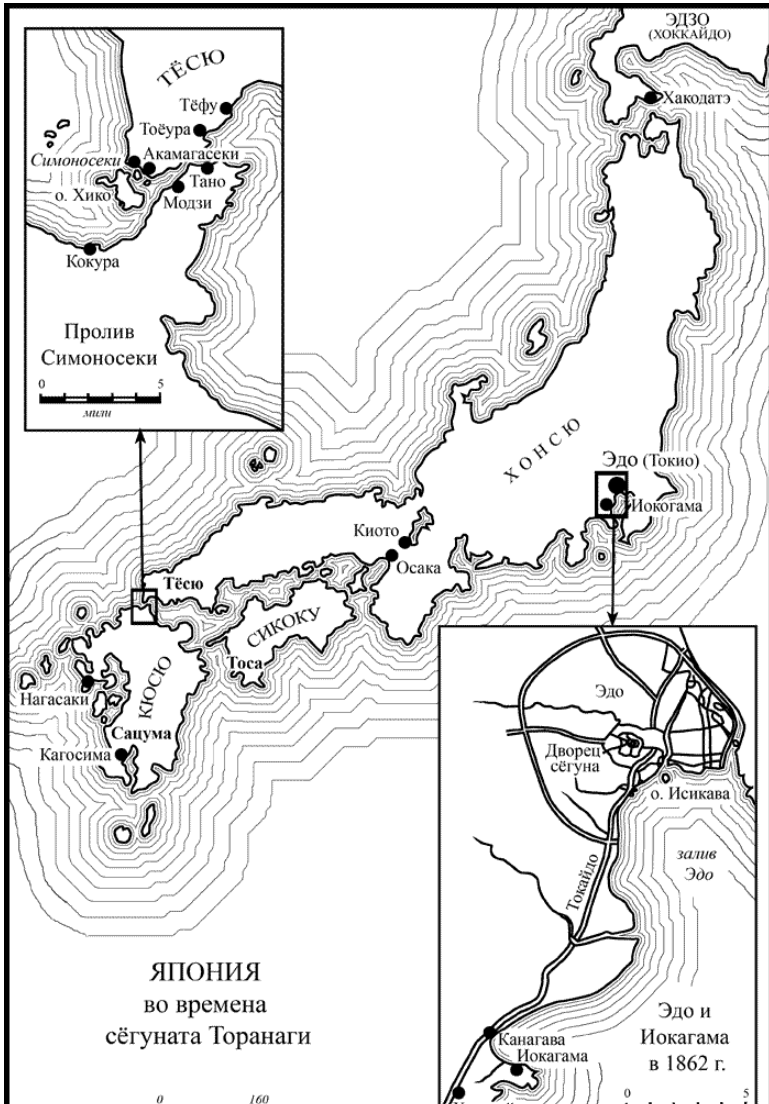 ТЁСЮ
Тёфу
Тоёура
Симоносеки
Акамагасеки
о. Хико
Тано
Модзи
Кокура
Пролив
Симоносеки
0 5
мили
ЭДЗО
(ХОККАЙДО)
Хакодатэ
ХОНСЮ
Эдо (Токио)
Иокогама
Киото
Осака
Тёсю
СИКОКУ
Тоса
КЮСЮ
Нагасаки
Сацума
Кагосима
ЯПОНИЯ
во времена
сёгуната Торанаги
0 160
Эдо
Дворец
сёгуна
о. Исикава
залив
Эдо
Токайдо
Эдо и
Иокагама
в 1862 г.
Канагава
Иокагама
0 5